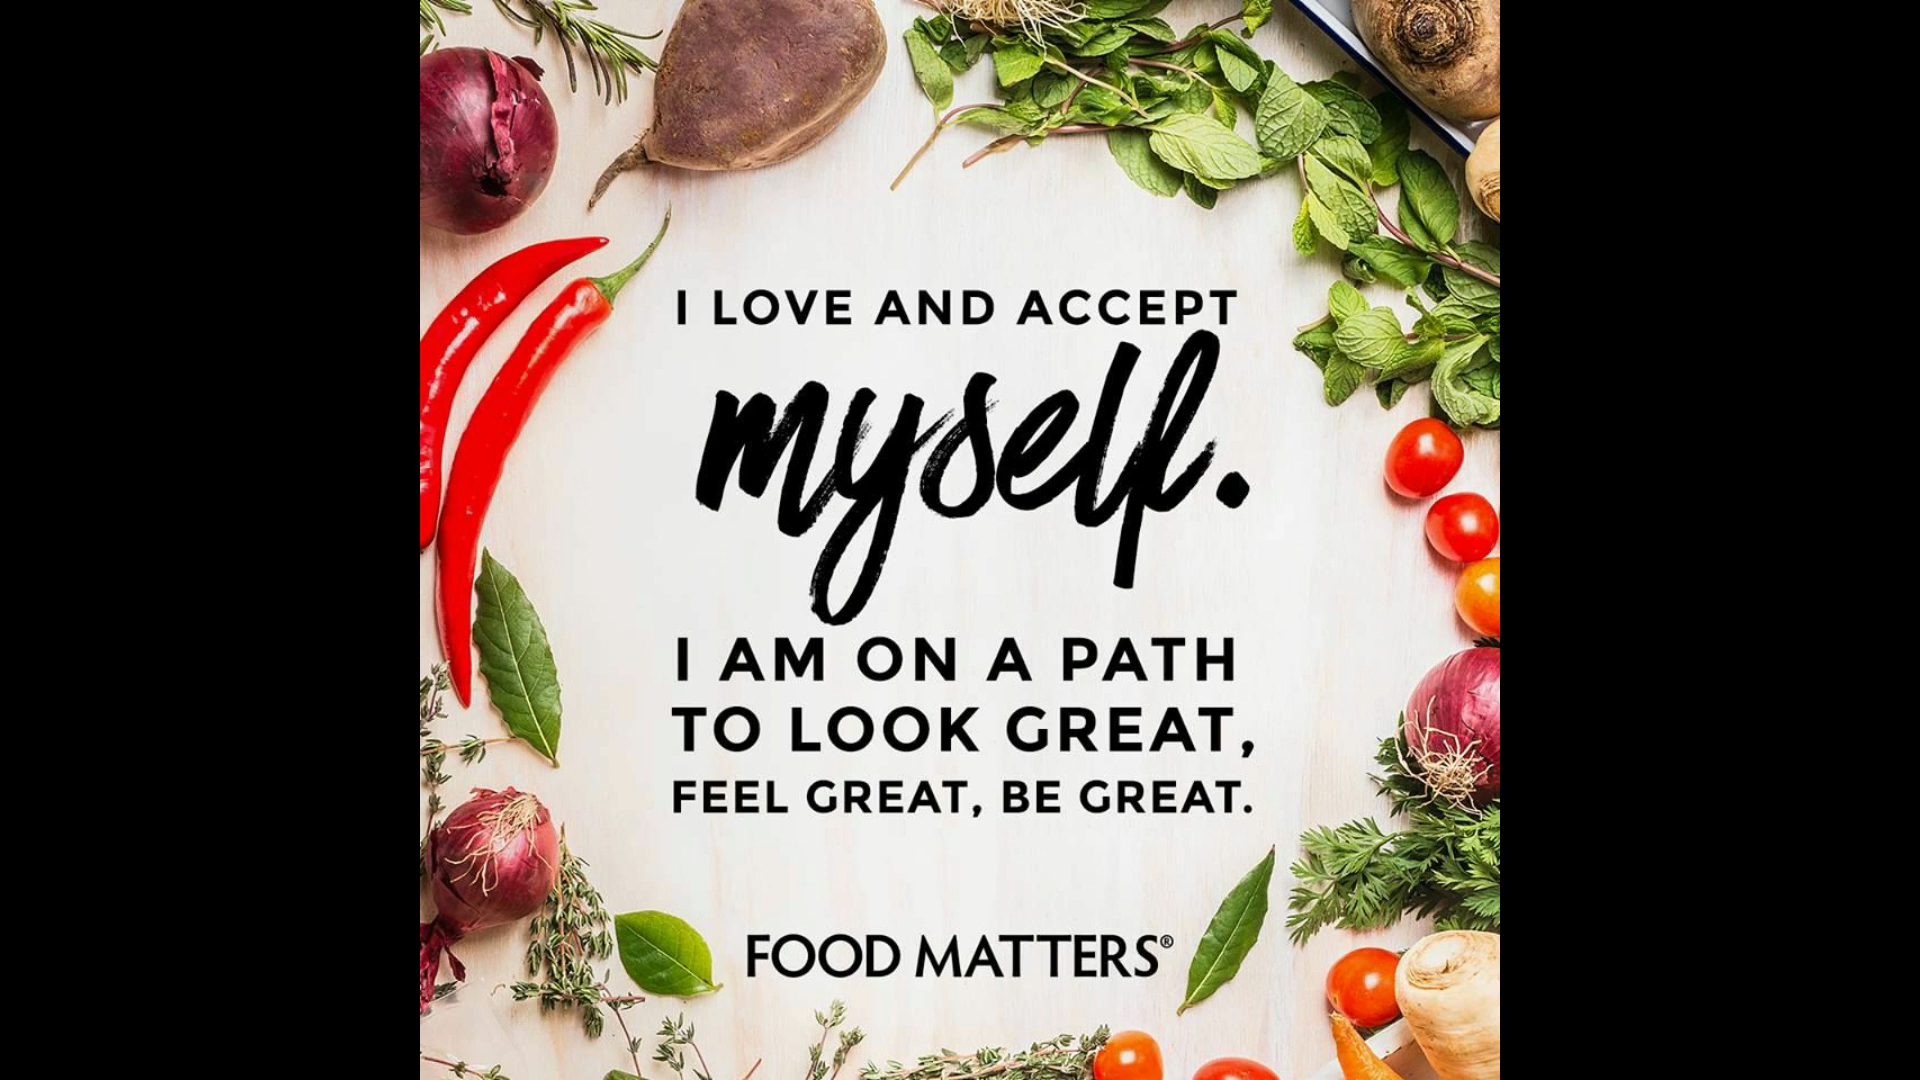 I LOVE AND ACCEPT
myself.
I AM ON A PATH
TO LOOK GREAT,
FEEL GREAT, BE GREAT.
FOOD MATTERS®